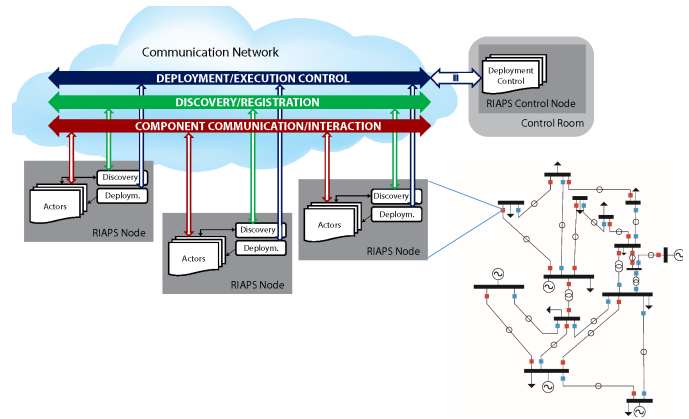 Communication Network
DEPLOYMENT/EXECUTION CONTROL
DISCOVERY/REGISTRATION
COMPONENT COMMUNICATION/INTERACTION
Deployment
Control
RIAPS Control Node
Control Room
Discovery
Deploym.
Actors
RIAPS Node
Discovery
Deploym.
Actors
RIAPS Node
Discovery
Deploym.
Actors
RIAPS Node